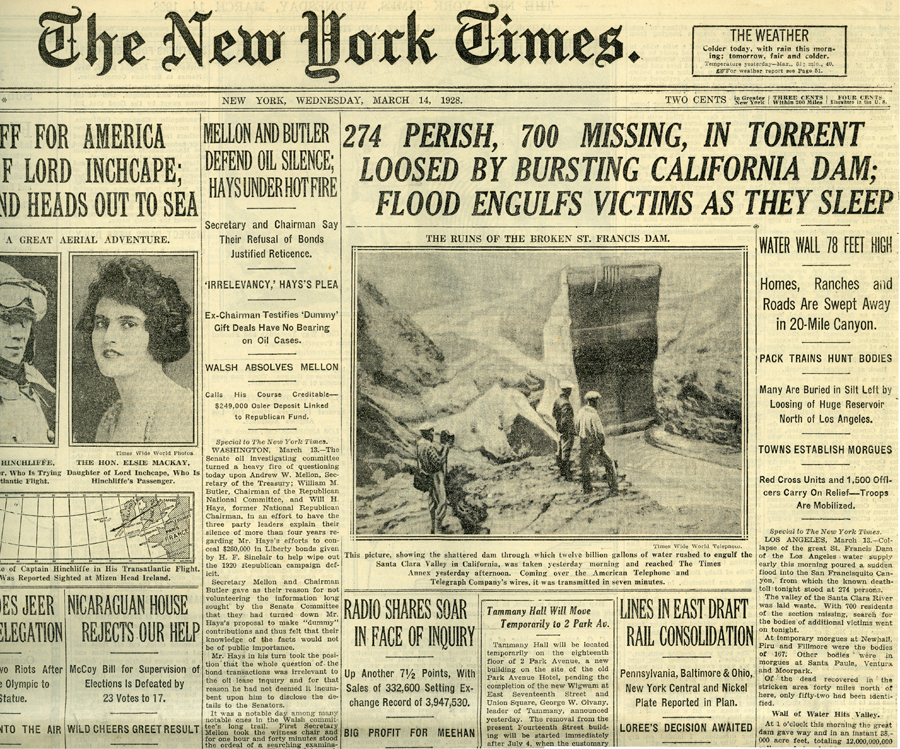 The New York Times.
THE WEATHER
Colder today, with rain this morn-
ing; tomorrow, fair and colder.
Temperature yesterday—Max., 51; min., 40.
For weather report see Page 51.
NEW YORK, WEDNESDAY, MARCH 14, 1928.
TWO CENTS
in Greater
New York
THREE CENTS
Within 200 Miles
FOUR CENTS
Elsewhere in the U. S.
FF FOR AMERICA
F LORD INCHCAPE;
ND HEADS OUT TO SEA
A GREAT AERIAL ADVENTURE.
Times Wide World Photos
HINCHLIFFE,
r. Who Is Trying
tlantic Flight.
THE HON. ELSIE MACKAY,
Daughter of Lord Inchcape, Who Is
Hinchliffe's Passenger.
FRANCE
e of Captain Hinchliffe in His Transatlantic Flight.
Was Reported Sighted at Mizen Head Ireland.
ES JEER
ELEGATION
wo Riots After
e Olympic to
Statue.
NTO THE AIR
NICARAGUAN HOUSE
REJECTS OUR HELP
McCoy Bill for Supervision of
Elections Is Defeated by
23 Votes to 17.
WILD CHEERS GREET RESULT
MELLON AND BUTLER
DEFEND OIL SILENCE;
HAYS UNDER HOT FIRE
Secretary and Chairman Say
Their Refusal of Bonds
Justified Reticence.
'IRRELEVANCY,' HAYS'S PLEA
Ex-Chairman Testifies 'Dummy'
Gift Deals Have No Bearing
on Oil Cases.
WALSH ABSOLVES MELLON
Calls His Course Creditable—
$249,000 Osler Deposit Linked
to Republican Fund.
Special to The New York Times.
WASHINGTON, March 13.—The
Senate oil investigating committee
turned a heavy fire of questioning
today upon Andrew W. Mellon, Sec-
retary of the Treasury; William M.
Butler, Chairman of the Republican
National Committee, and Will H.
Hays, former National Republican
Chairman, in an effort to have the
three party leaders explain their
silence of more than four years re-
garding Mr. Hays's efforts to con-
ceal $260,000 in Liberty bonds given
by H. F. Sinclair to help wipe out
the 1920 Republican campaign def-
icit.
Secretary Mellon and Chairman
Butler gave as their reason for not
volunteering the information long
sought by the Senate Committee
that they had turned down Mr.
Hays's proposal to make "dummy"
contributions and thus felt that their
knowledge of the facts would not
be of public importance.
Mr. Hays in his turn took the posi-
tion that the whole question of the
bond transactions was irrelevant to
the oil lease inquiry and for that
reason he had not deemed it incum-
bent upon him to disclose the de-
tails to the Senators.
It was a notable day among many
notable ones in the Walsh commit-
tee's long trail. First Secretary
Mellon took the witness chair and
for one hour and forty minutes stood
the ordeal of a searching examina-
274 PERISH, 700 MISSING, IN TORRENT
LOOSED BY BURSTING CALIFORNIA DAM;
FLOOD ENGULFS VICTIMS AS THEY SLEEP
THE RUINS OF THE BROKEN ST. FRANCIS DAM.
Times Wide World Telephoto.
This picture, showing the shattered dam through which twelve billion gallons of water rushed to engulf the
Santa Clara Valley in California, was taken yesterday morning and reached The Times
Annex yesterday afternoon. Coming over the American Telephone and
Telegraph Company's wires, it was transmitted in seven minutes.
RADIO SHARES SOAR
IN FACE OF INQUIRY
Up Another 7½ Points, With
Sales of 332,600 Setting Ex-
change Record of 3,947,530.
BIG PROFIT FOR MEEHAN
Tammany Hall Will Move
Temporarily to 2 Park Av.
Tammany Hall will be located
temporarily on the eighteenth
floor of 2 Park Avenue, a new
building on the site of the old
Park Avenue Hotel, pending the
completion of the new Wigwam at
East Seventeenth Street and
Union Square, George W. Olvany,
leader of Tammany, announced
yesterday. The removal from the
present Fourteenth Street build-
ing will be started immediately
after July 4, when the customary
LINES IN EAST DRAFT
RAIL CONSOLIDATION
Pennsylvania, Baltimore & Ohio,
New York Central and Nickel
Plate Reported in Plan.
LOREE'S DECISION AWAITED
WATER WALL 78 FEET HIGH
Homes, Ranches and
Roads Are Swept Away
in 20-Mile Canyon.
PACK TRAINS HUNT BODIES
Many Are Buried in Silt Left by
Loosing of Huge Reservoir
North of Los Angeles.
TOWNS ESTABLISH MORGUES
Red Cross Units and 1,500 Offi-
cers Carry On Relief—Troops
Are Mobilized.
Special to The New York Times.
LOS ANGELES, March 13.—Col-
lapse of the great St. Francis Dam
of the Los Angeles water supply
early this morning poured a sudden
flood into the San Francisquito Can-
yon, from which the known death
toll tonight stood at 274 persons.
The valley of the Santa Clara River
was laid waste. With 700 residents
of the section missing, search for
the bodies of additional victims went
on tonight.
At temporary morgues at Newhall,
Piru and Fillmore were the bodies
of 167. Other bodies were in
morgues at Santa Paula, Ventura
and Moorpark.
Of the dead recovered in the
stricken area forty miles north of
here, only fifty-two had been identi-
fied.
Wall of Water Hits Valley.
At 1 o'clock this morning the great
dam gave way and in an instant 38,-
000 acre feet, totaling 12,000,000,000